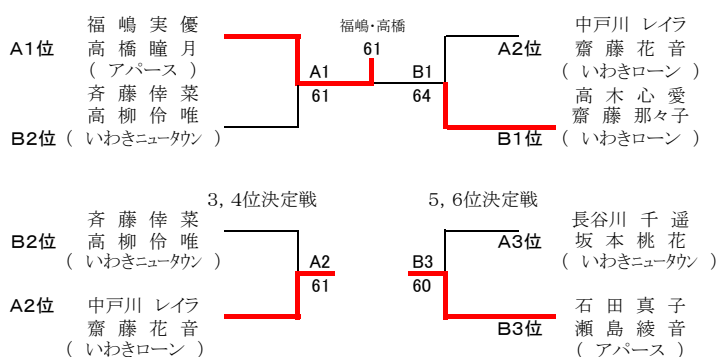 福嶋実優
高橋瞳月
A1位
( アパース )
斉藤倖菜
高柳伶唯
B2位 ( いわきニュータウン )
A1
61
福嶋・高橋
61
B1
64
中戸川 レイラ
齋藤花音
A2位
( いわきローン )
高木心愛
齋藤那々子
B1位 ( いわきローン )
3, 4位決定戦
斉藤倖菜
高柳伶唯
B2位
( いわきニュータウン )
A2
61
A2位
中戸川 レイラ
齋藤花音
( いわきローン )
5, 6位決定戦
長谷川千遥
坂本桃花
A3位
( いわきニュータウン )
B3
60
石田真子
瀬島綾音
B3位
( アパース )